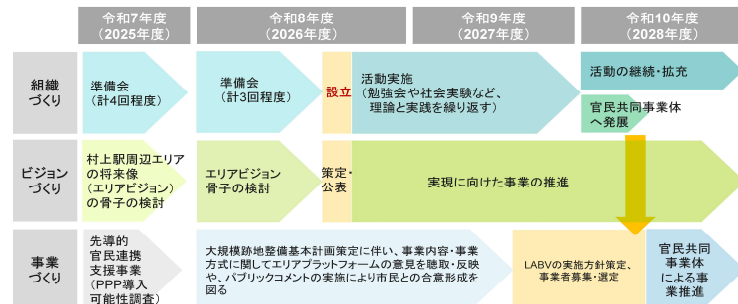 令和7年度
(2025年度)
令和8年度
(2026年度)
令和9年度
(2027年度)
令和10年度
(2028年度)
組織
づくり
準備会
(計4回程度)
準備会
(計3回程度)
設立
活動実施
(勉強会や社会実験など、
理論と実践を繰り返す)
活動の継続・拡充
官民共同事業体
へ発展
ビジョン
づくり
村上駅周辺エリア
の将来像
(エリアビジョン)
の骨子の検討
エリアビジョン
骨子の検討
策定・
公表
実現に向けた事業の推進
事業
づくり
先導的
官民連携
支援事業
(PPP導入
可能性調査)
大規模跡地整備基本計画策定に伴い、事業内容・事業
方式に関してエリアプラットフォームの意見を聴取・反映
や、パブリックコメントの実施により市民との合意形成を
図る
LABVの実施方針策定、
事業者募集・選定
官民共同
事業体
による事
業推進